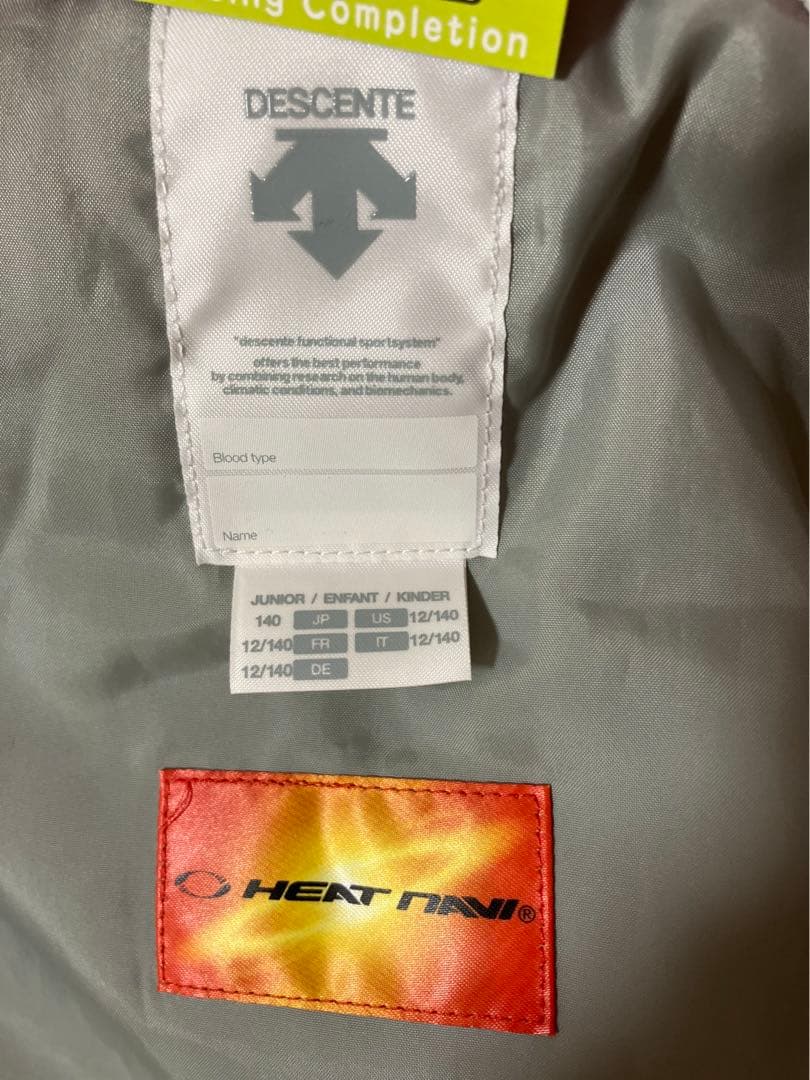 Completion
DESCENTE
"descente functional sportsystem"
offers the best performance
by combining research on the human body,
climatic conditions, and biomechanics.
Blood type
Name
JUNIOR / ENFANT / KINDER
140 JP US 12/140
12/140 FR IT 12/140
12/140 DE
HEAT NAVI®